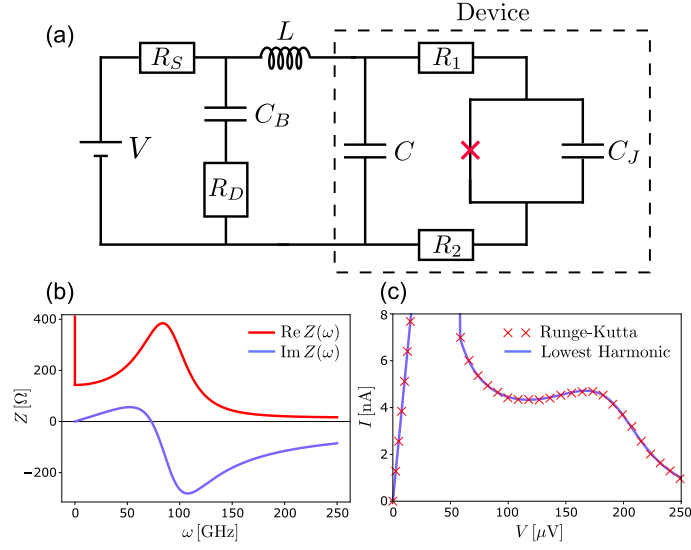 (a)
Device
L
R_S
R_1
C_B
V
C
C_J
R_D
R_2
(b)
(c)
400
200
0
−200
Re Z(ω)
Im Z(ω)
Z [Ω]
0 50 100 150 200 250
ω [GHz]
8
6
4
2
0
Runge-Kutta
Lowest Harmonic
I [nA]
0 50 100 150 200 250
V [μV]